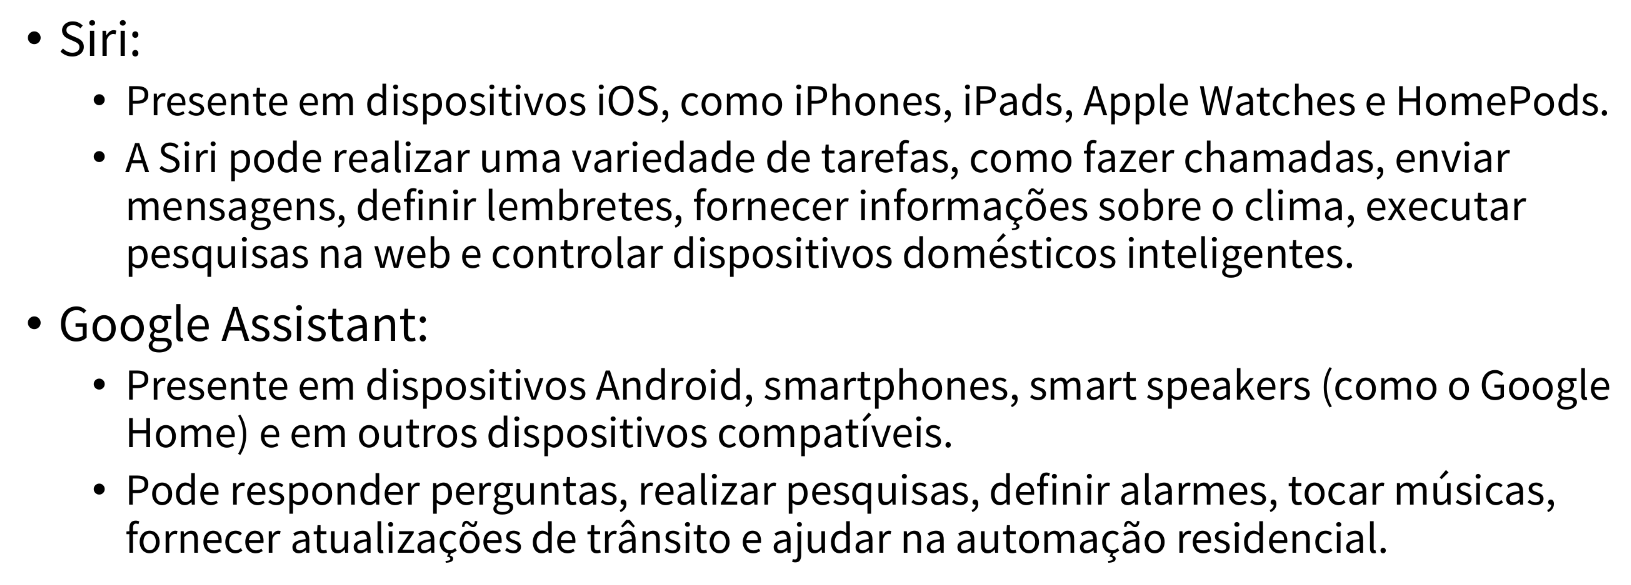 • Siri:
• Presente em dispositivos iOS, como iPhones, iPads, Apple Watches e HomePods.
• A Siri pode realizar uma variedade de tarefas, como fazer chamadas, enviar
mensagens, definir lembretes, fornecer informações sobre o clima, executar
pesquisas na web e controlar dispositivos domésticos inteligentes.
• Google Assistant:
• Presente em dispositivos Android, smartphones, smart speakers (como o Google
Home) e em outros dispositivos compatíveis.
• Pode responder perguntas, realizar pesquisas, definir alarmes, tocar músicas,
fornecer atualizações de trânsito e ajudar na automação residencial.